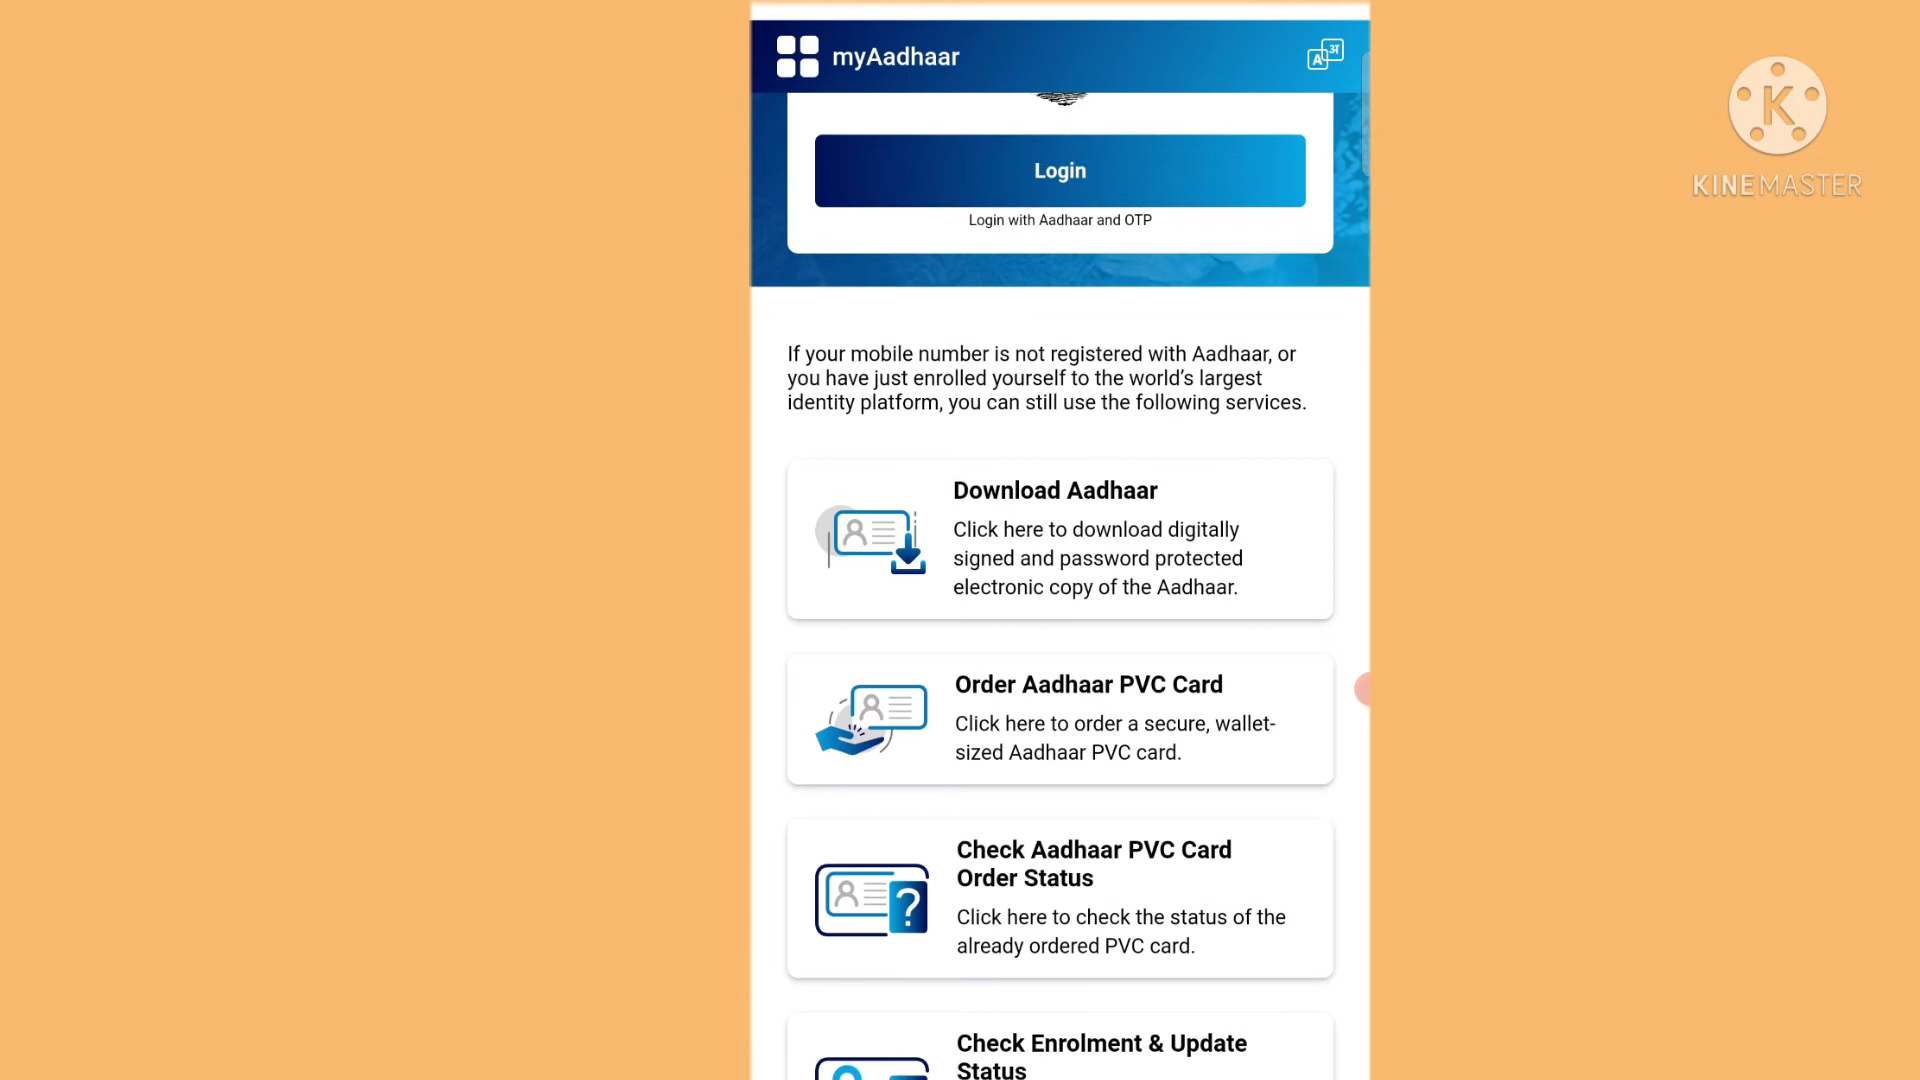 myAadhaar
A अ
K
KINEMASTER
Login
Login with Aadhaar and OTP
If your mobile number is not registered with Aadhaar, or
you have just enrolled yourself to the world’s largest
identity platform, you can still use the following services.
Download Aadhaar
Click here to download digitally
signed and password protected
electronic copy of the Aadhaar.
Order Aadhaar PVC Card
Click here to order a secure, wallet-
sized Aadhaar PVC card.
Check Aadhaar PVC Card
Order Status
?
Click here to check the status of the
already ordered PVC card.
Check Enrolment & Update
Status